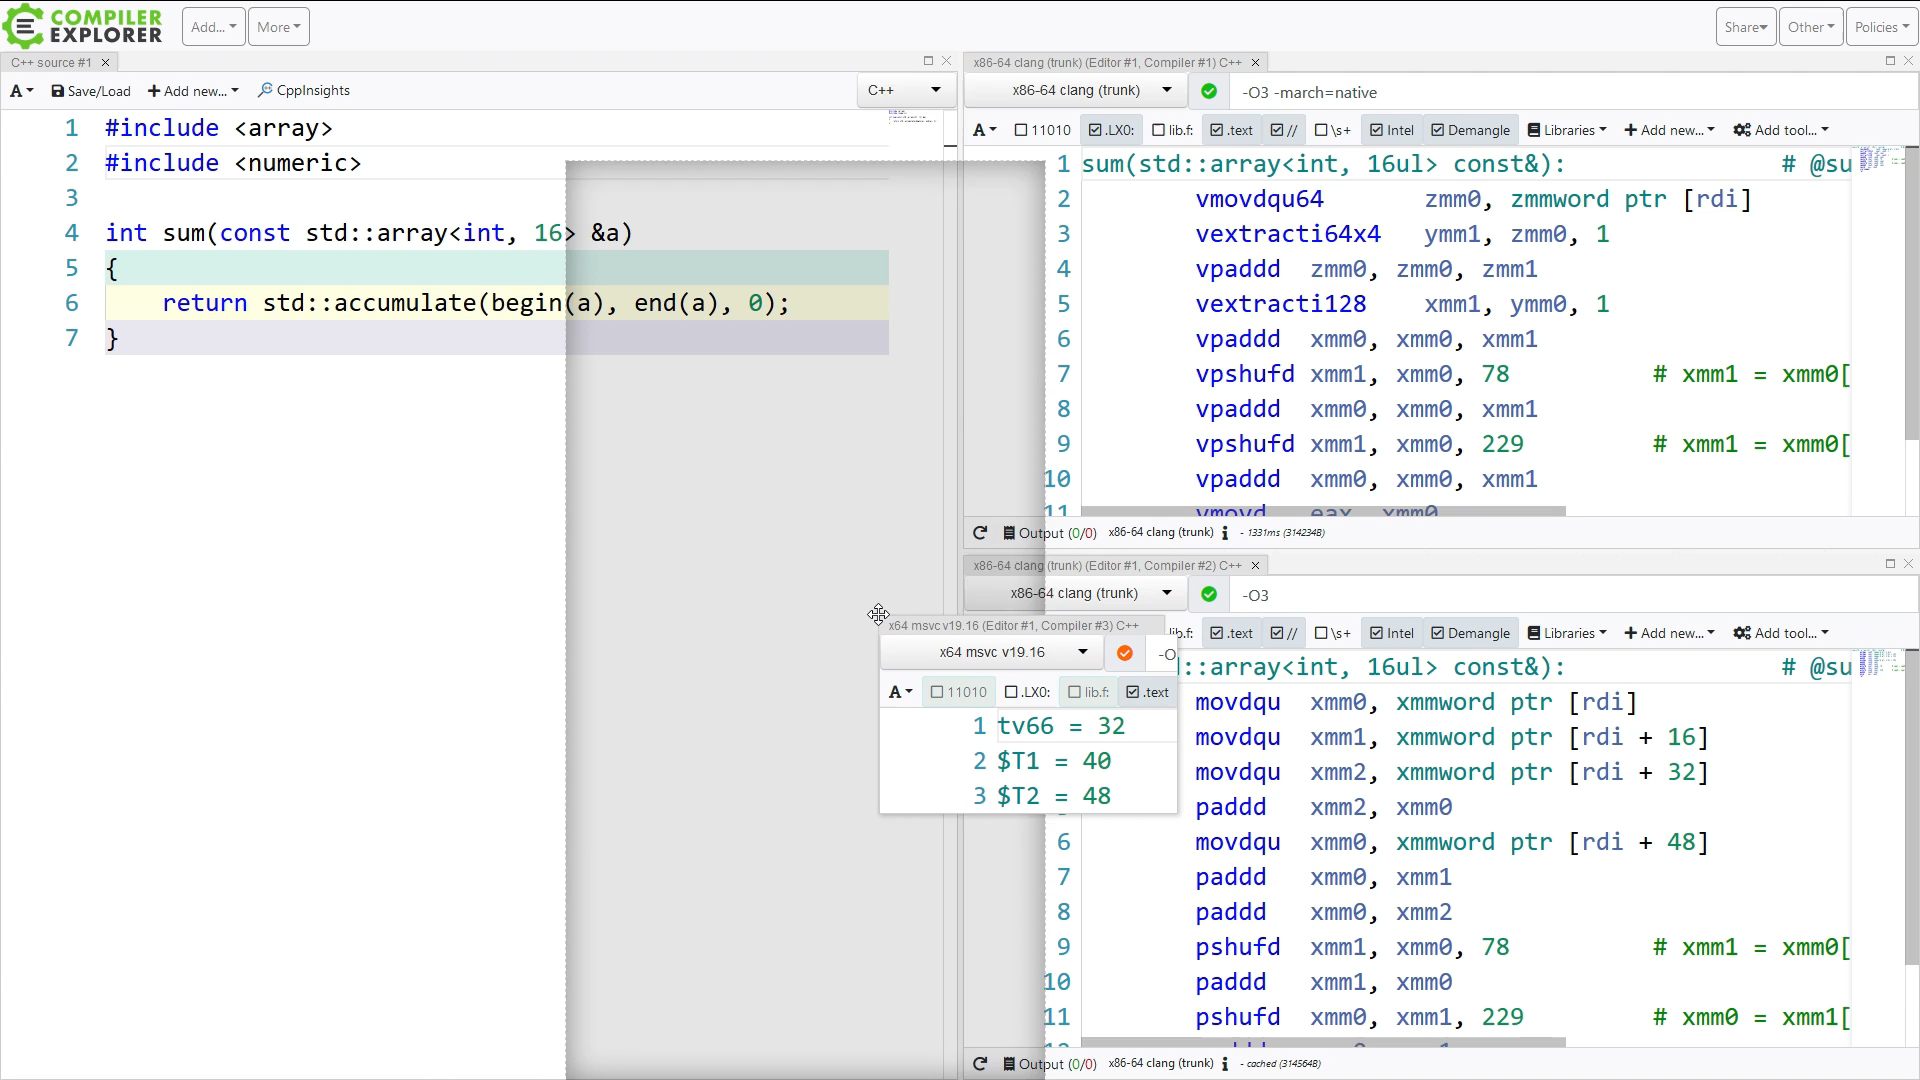 COMPILER
EXPLORER
Add...
More
Share
Other
Policies
C++ source #1
A
Save/Load
Add new...
CppInsights
C++
1 #include <array>
2 #include <numeric>
3
4 int sum(const std::array<int, 16> &a)
5 {
6 return std::accumulate(begin(a), end(a), 0);
7 }
x86-64 clang (trunk) (Editor #1, Compiler #1) C++
x86-64 clang (trunk)
-O3 -march=native
A
11010
.LX0:
lib.f:
.text
//
\s+
Intel
Demangle
Libraries
Add new...
Add tool...
1 sum(std::array<int, 16ul> const&): # @su
2 vmovdqu64 zmm0, zmmword ptr [rdi]
3 vextracti64x4 ymm1, zmm0, 1
4 vpaddd zmm0, zmm0, zmm1
5 vextracti128 xmm1, ymm0, 1
6 vpaddd xmm0, xmm0, xmm1
7 vpshufd xmm1, xmm0, 78 # xmm1 = xmm0[
8 vpaddd xmm0, xmm0, xmm1
9 vpshufd xmm1, xmm0, 229 # xmm1 = xmm0[
10 vpaddd xmm0, xmm0, xmm1
11 vmovd eax, xmm0
Output (0/0) x86-64 clang (trunk) - 1331ms (314234B)
x86-64 clang (trunk) (Editor #1, Compiler #2) C++
x86-64 clang (trunk)
-O3
lib.f:
.text
//
\s+
Intel
Demangle
Libraries
Add new...
Add tool...
::array<int, 16ul> const&): # @su
movdqu xmm0, xmmword ptr [rdi]
movdqu xmm1, xmmword ptr [rdi + 16]
movdqu xmm2, xmmword ptr [rdi + 32]
paddd xmm2, xmm0
6 movdqu xmm0, xmmword ptr [rdi + 48]
7 paddd xmm0, xmm1
8 paddd xmm0, xmm2
9 pshufd xmm1, xmm0, 78 # xmm1 = xmm0[
10 paddd xmm1, xmm0
11 pshufd xmm0, xmm1, 229 # xmm0 = xmm1[
Output (0/0) x86-64 clang (trunk) - cached (314564B)
x64 msvc v19.16 (Editor #1, Compiler #3) C++
x64 msvc v19.16
-O
A
11010
.LX0:
lib.f:
.text
1 tv66 = 32
2 $T1 = 40
3 $T2 = 48